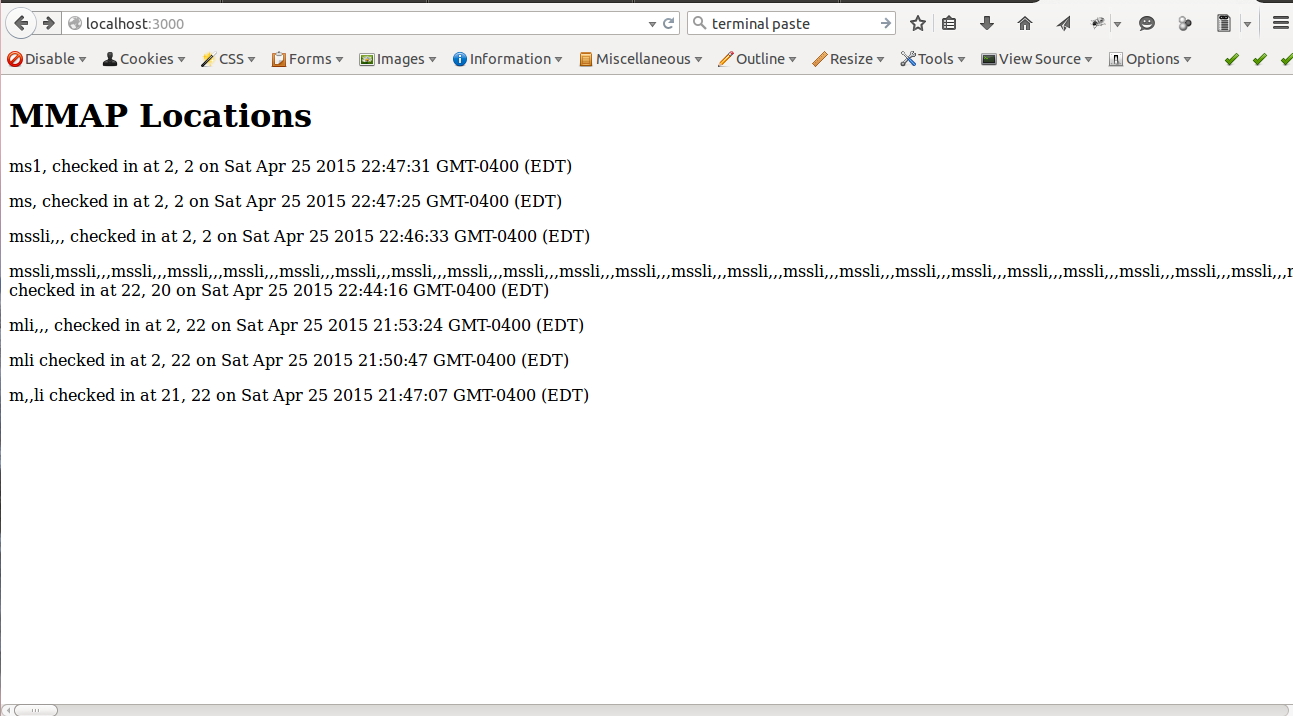 localhost:3000
terminal paste
Disable Cookies CSS Forms Images Information Miscellaneous Outline Resize Tools View Source Options
MMAP Locations
ms1, checked in at 2, 2 on Sat Apr 25 2015 22:47:31 GMT-0400 (EDT)
ms, checked in at 2, 2 on Sat Apr 25 2015 22:47:25 GMT-0400 (EDT)
mssli,,, checked in at 2, 2 on Sat Apr 25 2015 22:46:33 GMT-0400 (EDT)
mssli,mssli,,,mssli,,,mssli,,,mssli,,,mssli,,,mssli,,,mssli,,,mssli,,,mssli,,,mssli,,,mssli,,,mssli,,,mssli,,,mssli,,,mssli,,,mssli,,,mssli,,,mssli,,,mssli,,,mssli,,,mssli,,,mssli,,,
checked in at 22, 20 on Sat Apr 25 2015 22:44:16 GMT-0400 (EDT)
mli,,, checked in at 2, 22 on Sat Apr 25 2015 21:53:24 GMT-0400 (EDT)
mli checked in at 2, 22 on Sat Apr 25 2015 21:50:47 GMT-0400 (EDT)
m,,li checked in at 21, 22 on Sat Apr 25 2015 21:47:07 GMT-0400 (EDT)